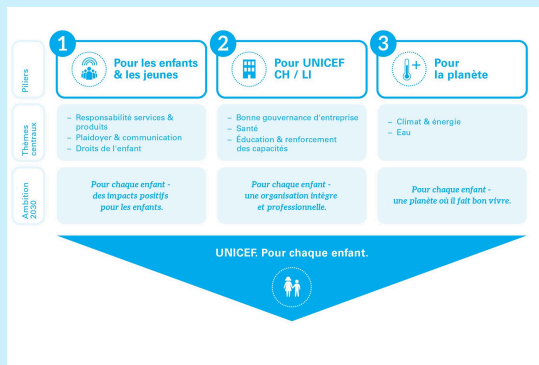 Piliers
1
Pour les enfants
& les jeunes
2
Pour UNICEF
CH / LI
3
Pour
la planète
Thèmes
centraux
– Responsabilité services &
produits
– Plaidoyer & communication
– Droits de l'enfant
– Bonne gouvernance d'entreprise
– Santé
– Éducation & renforcement
des capacités
– Climat & énergie
– Eau
Ambition
2030
Pour chaque enfant -
des impacts positifs
pour les enfants.
Pour chaque enfant -
une organisation intègre
et professionnelle.
Pour chaque enfant -
une planète où il fait bon vivre.
UNICEF. Pour chaque enfant.